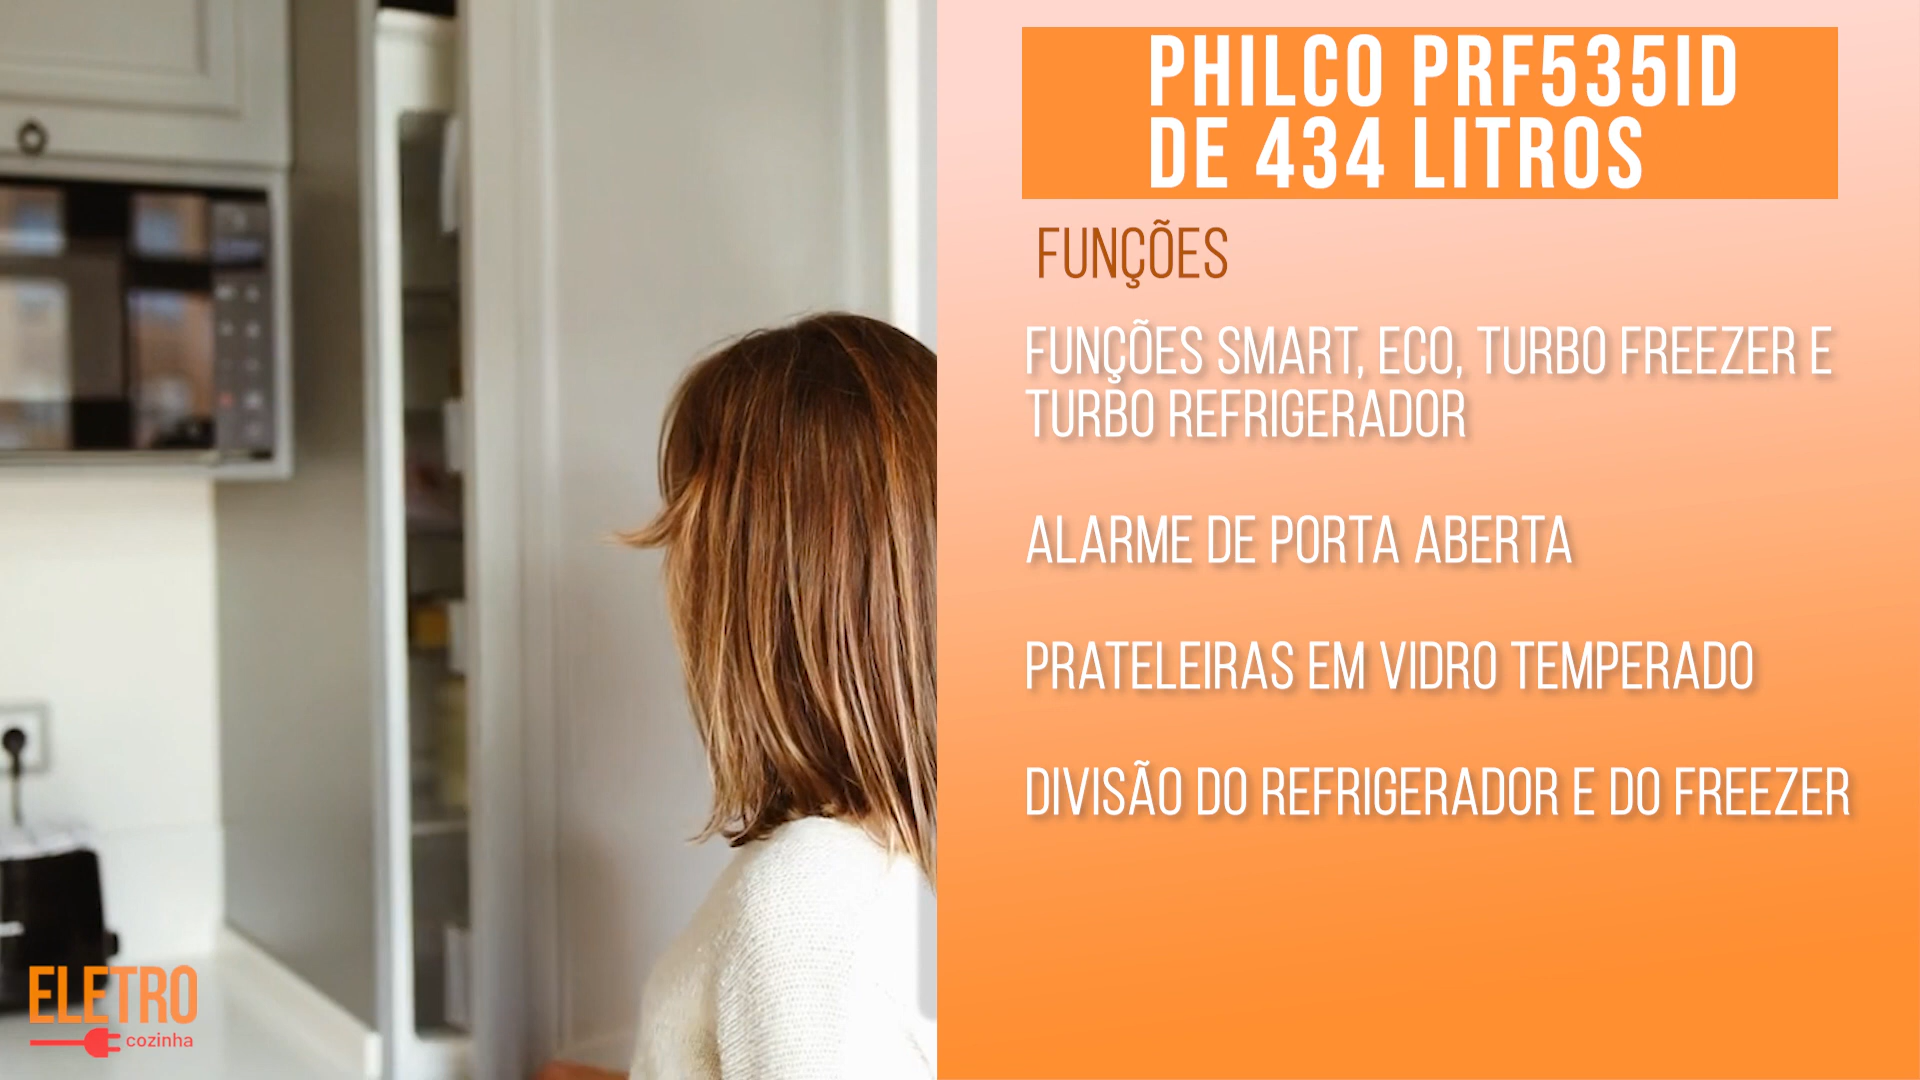 PHILCO PRF535ID
DE 434 LITROS
FUNÇÕES
FUNÇÕES SMART, ECO, TURBO FREEZER E
TURBO REFRIGERADOR
ALARME DE PORTA ABERTA
PRATELEIRAS EM VIDRO TEMPERADO
DIVISÃO DO REFRIGERADOR E DO FREEZER
ELETRO
cozinha